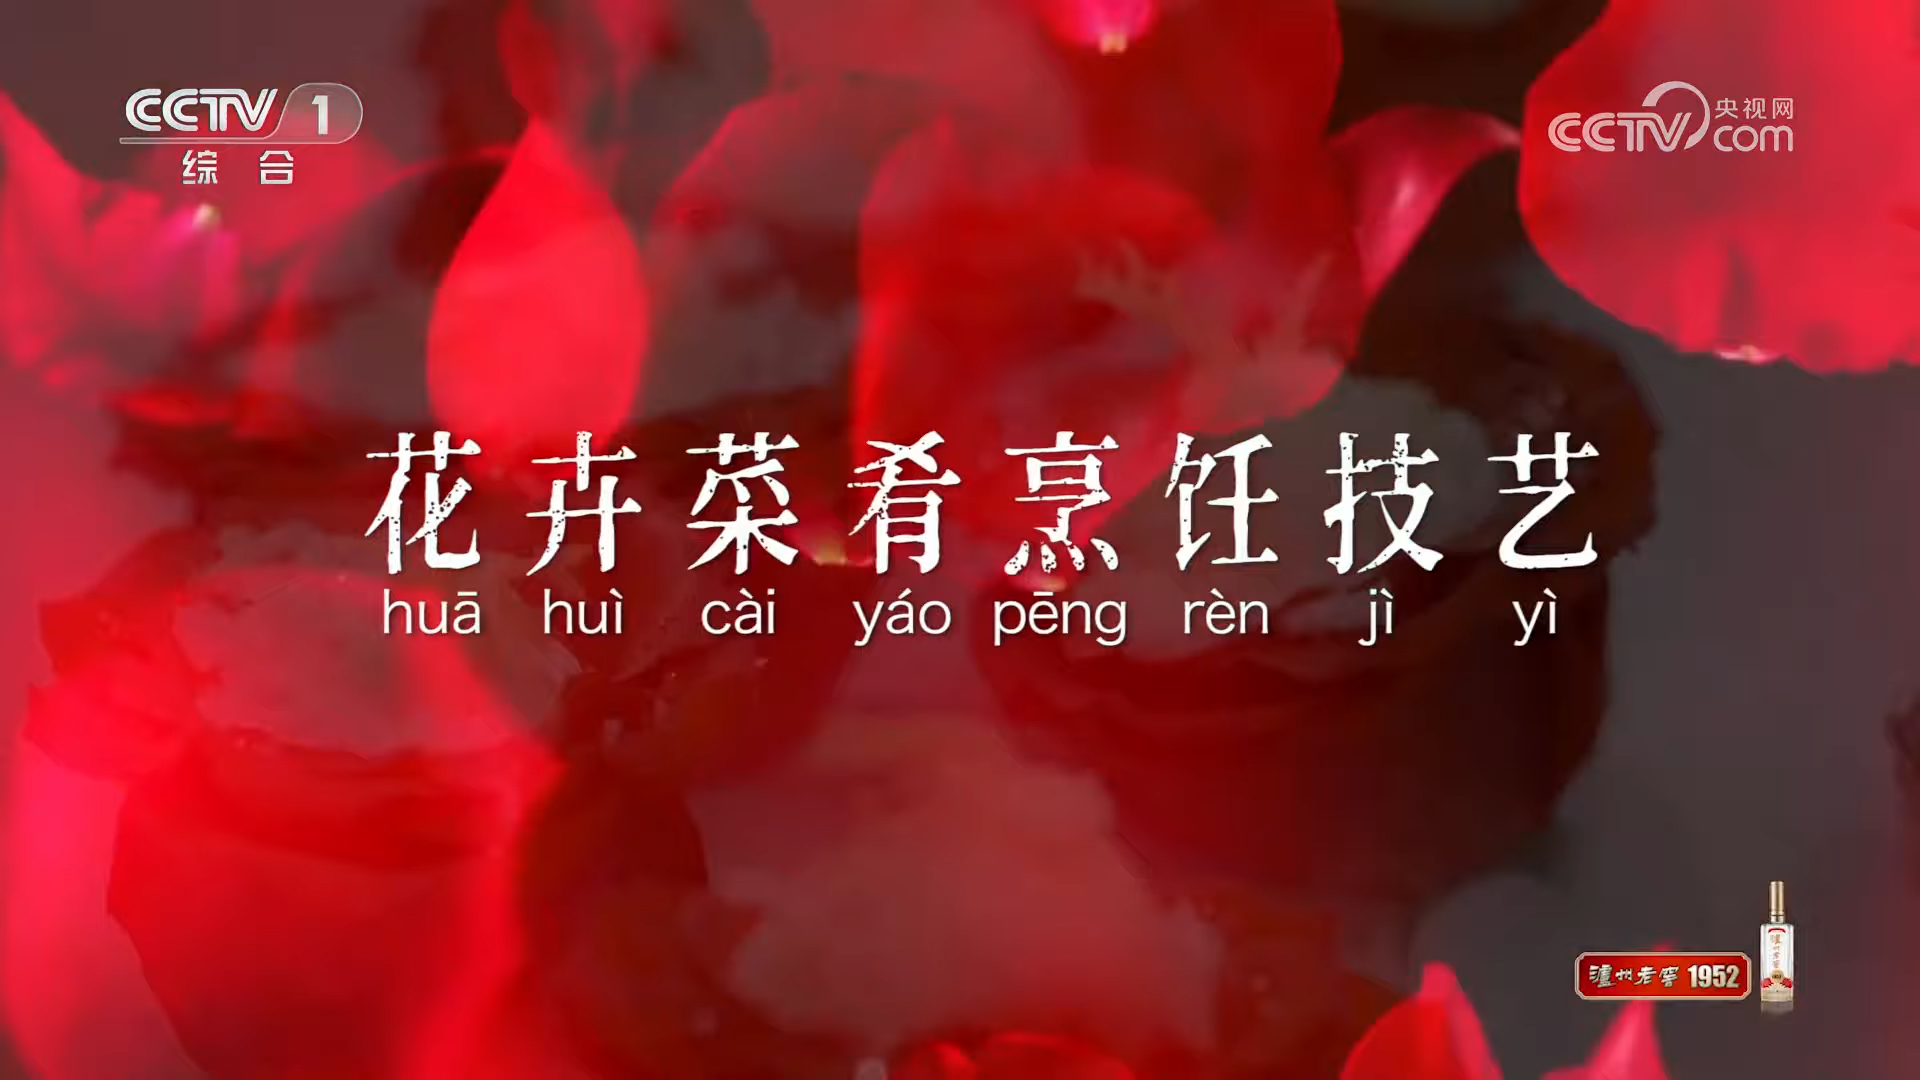 CCTV 1
综合
央视网
CCTV.com
花卉菜肴烹饪技艺
huā huì cài yáo pēng rèn jì yì
泸州老窖 1952